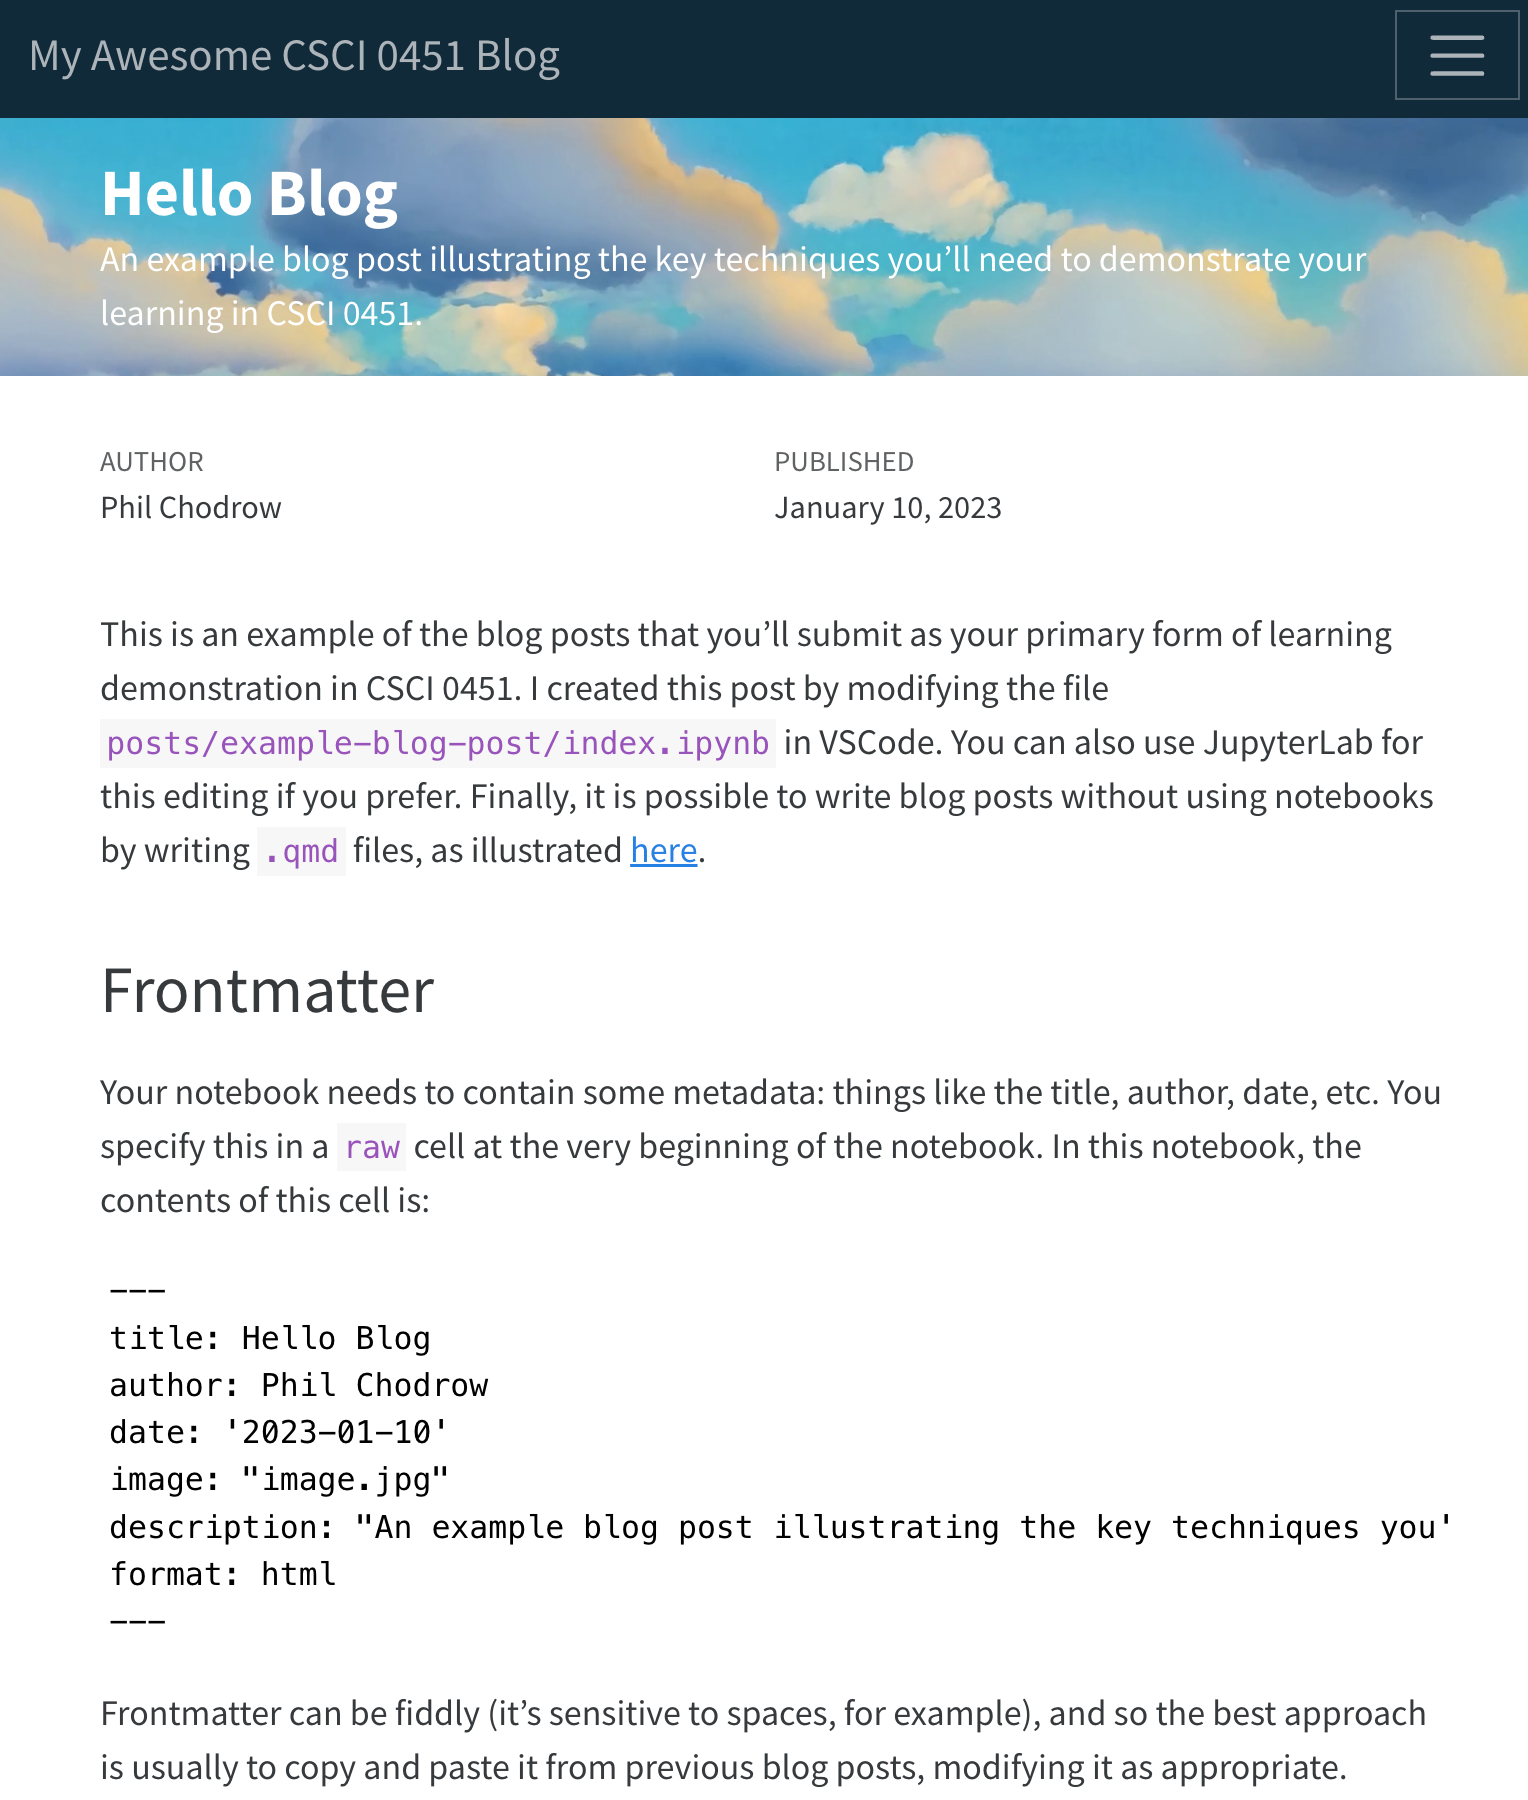 My Awesome CSCI 0451 Blog
Hello Blog
An example blog post illustrating the key techniques you’ll need to demonstrate your
learning in CSCI 0451.
AUTHOR
PUBLISHED
Phil Chodrow
January 10, 2023
This is an example of the blog posts that you’ll submit as your primary form of learning
demonstration in CSCI 0451. I created this post by modifying the file
posts/example-blog-post/index.ipynb in VSCode. You can also use JupyterLab for
this editing if you prefer. Finally, it is possible to write blog posts without using notebooks
by writing .qmd files, as illustrated here.
Frontmatter
Your notebook needs to contain some metadata: things like the title, author, date, etc. You
specify this in a raw cell at the very beginning of the notebook. In this notebook, the
contents of this cell is:
---
title: Hello Blog
author: Phil Chodrow
date: '2023-01-10'
image: "image.jpg"
description: "An example blog post illustrating the key techniques you'
format: html
---
Frontmatter can be fiddly (it’s sensitive to spaces, for example), and so the best approach
is usually to copy and paste it from previous blog posts, modifying it as appropriate.